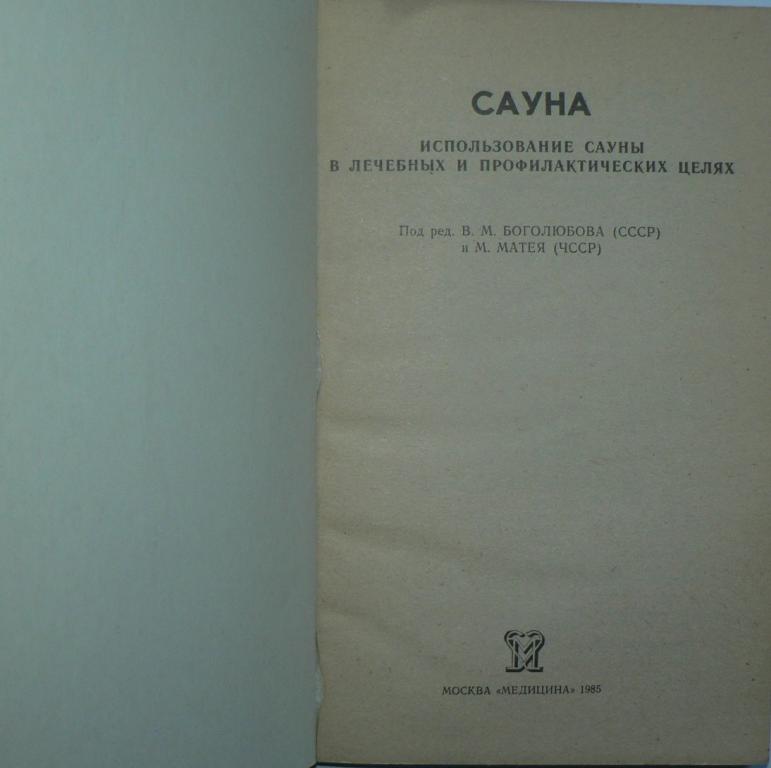 САУНА
ИСПОЛЬЗОВАНИЕ САУНЫ
В ЛЕЧЕБНЫХ И ПРОФИЛАКТИЧЕСКИХ ЦЕЛЯХ
Под ред. В. М. БОГОЛЮБОВА (СССР)
и М. МАТЕЯ (ЧССР)
М
МОСКВА «МЕДИЦИНА» 1985